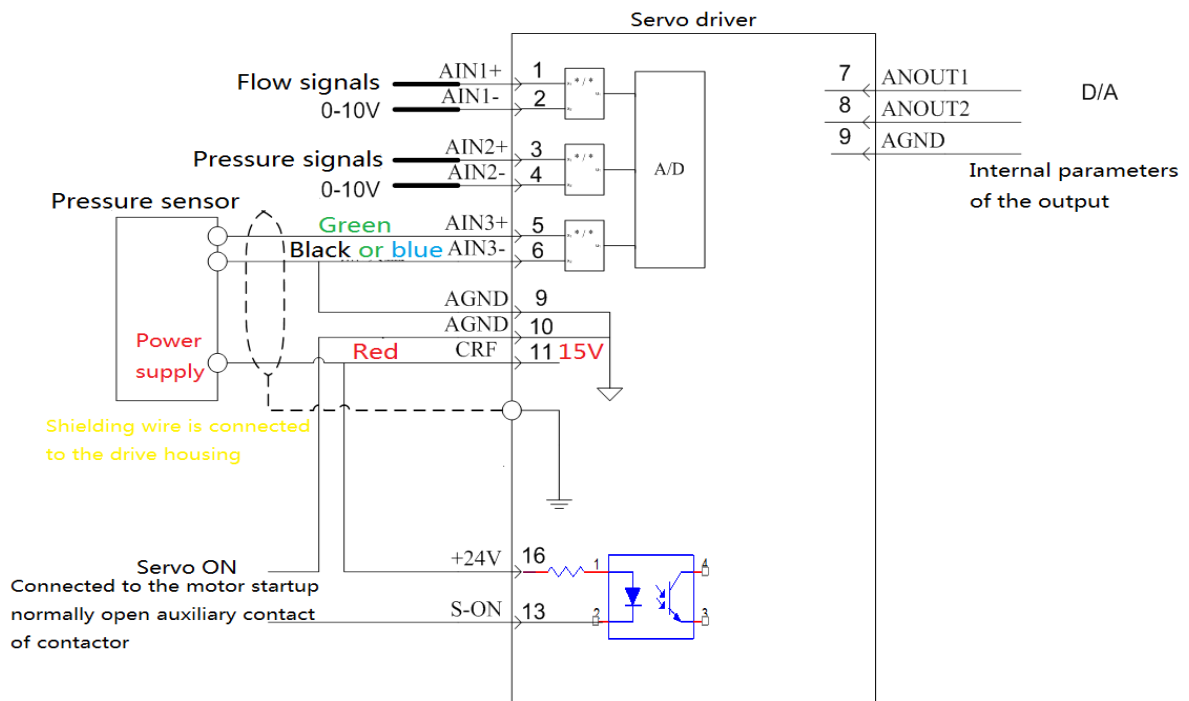 Servo driver
Flow signals
0-10V
AIN1+ 1
AIN1- 2
*/*
Pressure signals
0-10V
AIN2+ 3
AIN2- 4
*/*
A/D
7 ANOUT1
8 ANOUT2
9 AGND
D/A
Internal parameters
of the output
Pressure sensor
Green
AIN3+ 5
Black or blue AIN3- 6
*/*
AGND 9
AGND 10
Power
supply
Red
CRF 11 15V
Shielding wire is connected
to the drive housing
Servo ON
Connected to the motor startup
normally open auxiliary contact
of contactor
+24V 16
S-ON 13
1
2
4
3